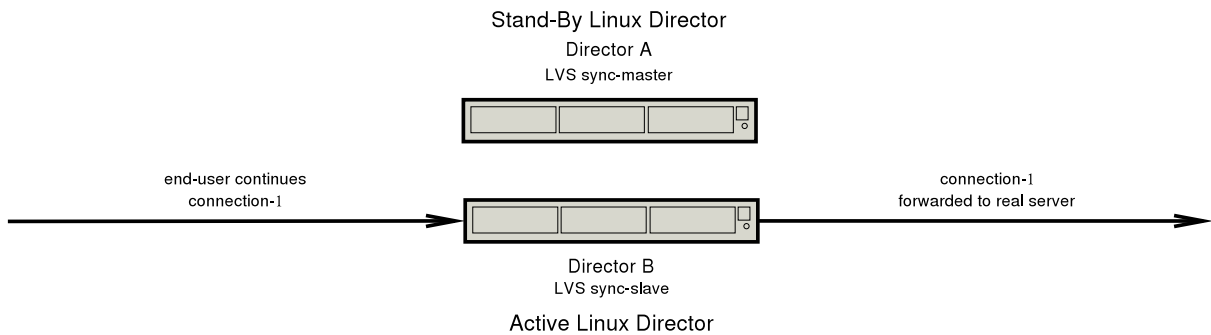 Stand-By Linux Director
Director A
LVS sync-master
end-user continues
connection-1
connection-1
forwarded to real server
Director B
LVS sync-slave
Active Linux Director